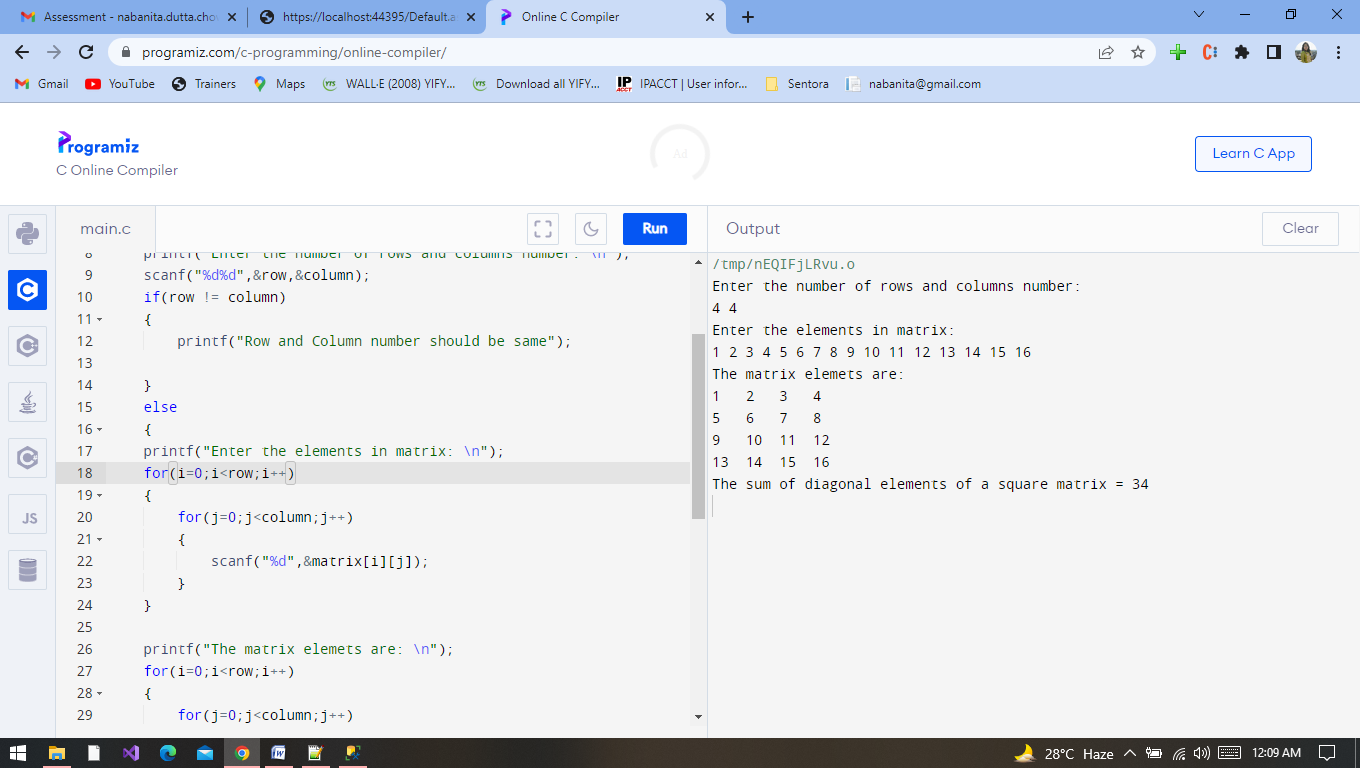 Assessment - nabanita.dutta.cho
https://localhost:44395/Default.a
Online C Compiler
programiz.com/c-programming/online-compiler/
Gmail YouTube Trainers Maps WALL·E (2008) YIFY... Download all YIFY... IPACCT | User infor... Sentora nabanita@gmail.com
Programiz
C Online Compiler
Ad
Learn C App
main.c
Run
Output
Clear
8 printf("Enter the number of rows and columns number: \n");
9 scanf("%d%d",&row,&column);
10 if(row != column)
11 {
12 printf("Row and Column number should be same");
13
14 }
15 else
16 {
17 printf("Enter the elements in matrix: \n");
18 for(i=0;i<row;i++)
19 {
20 for(j=0;j<column;j++)
21 {
22 scanf("%d",&matrix[i][j]);
23 }
24 }
25
26 printf("The matrix elemets are: \n");
27 for(i=0;i<row;i++)
28 {
29 for(j=0;j<column;j++)
/tmp/nEQIFjLRvu.o
Enter the number of rows and columns number:
4 4
Enter the elements in matrix:
1 2 3 4 5 6 7 8 9 10 11 12 13 14 15 16
The matrix elemets are:
1 2 3 4
5 6 7 8
9 10 11 12
13 14 15 16
The sum of diagonal elements of a square matrix = 34
JS
28°C Haze
12:09 AM